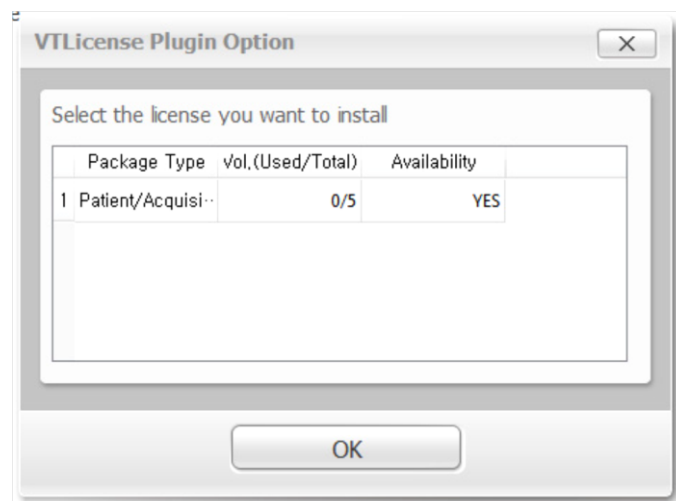 VTLicense Plugin Option
Select the license you want to install
Package Type Vol.(Used/Total) Availability
1 Patient/Acquisi... 0/5 YES
OK